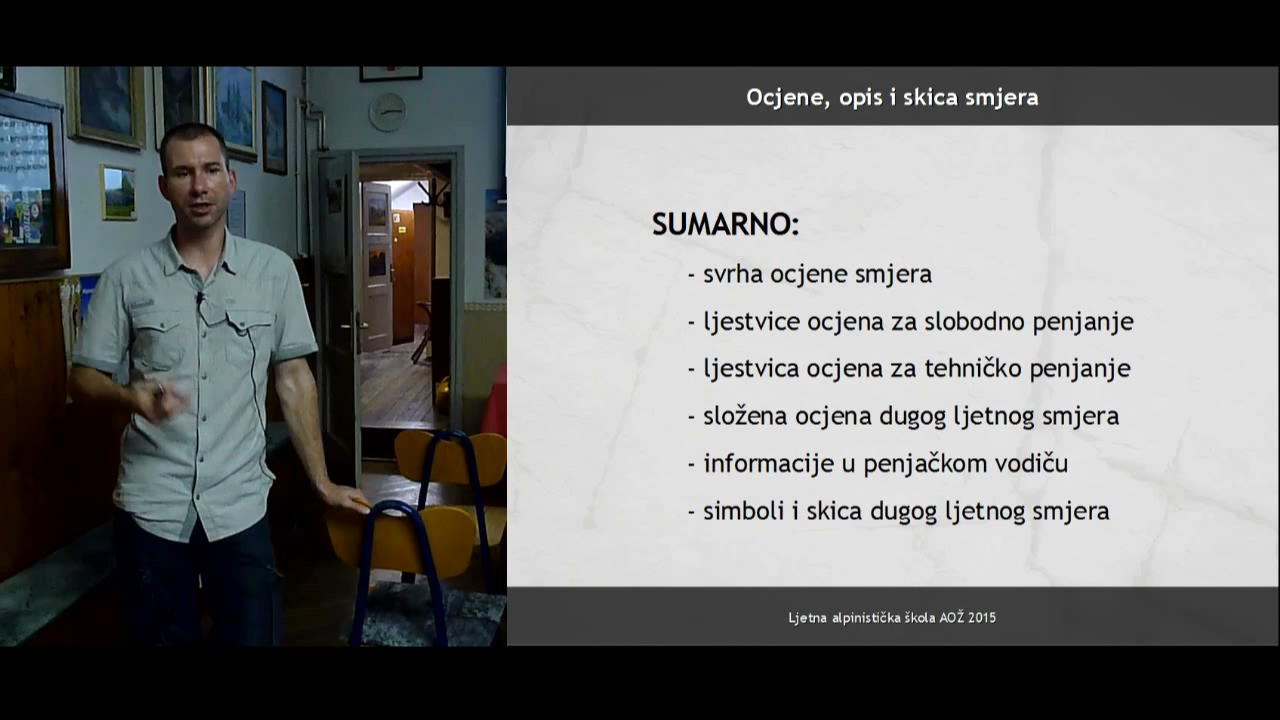 Ocjene, opis i skica smjera
SUMARNO:
- svrha ocjene smjera
- ljestvice ocjena za slobodno penjanje
- ljestvica ocjena za tehničko penjanje
- složena ocjena dugog ljetnog smjera
- informacije u penjačkom vodiču
- simboli i skica dugog ljetnog smjera
Ljetna alpinistička škola AOŽ 2015